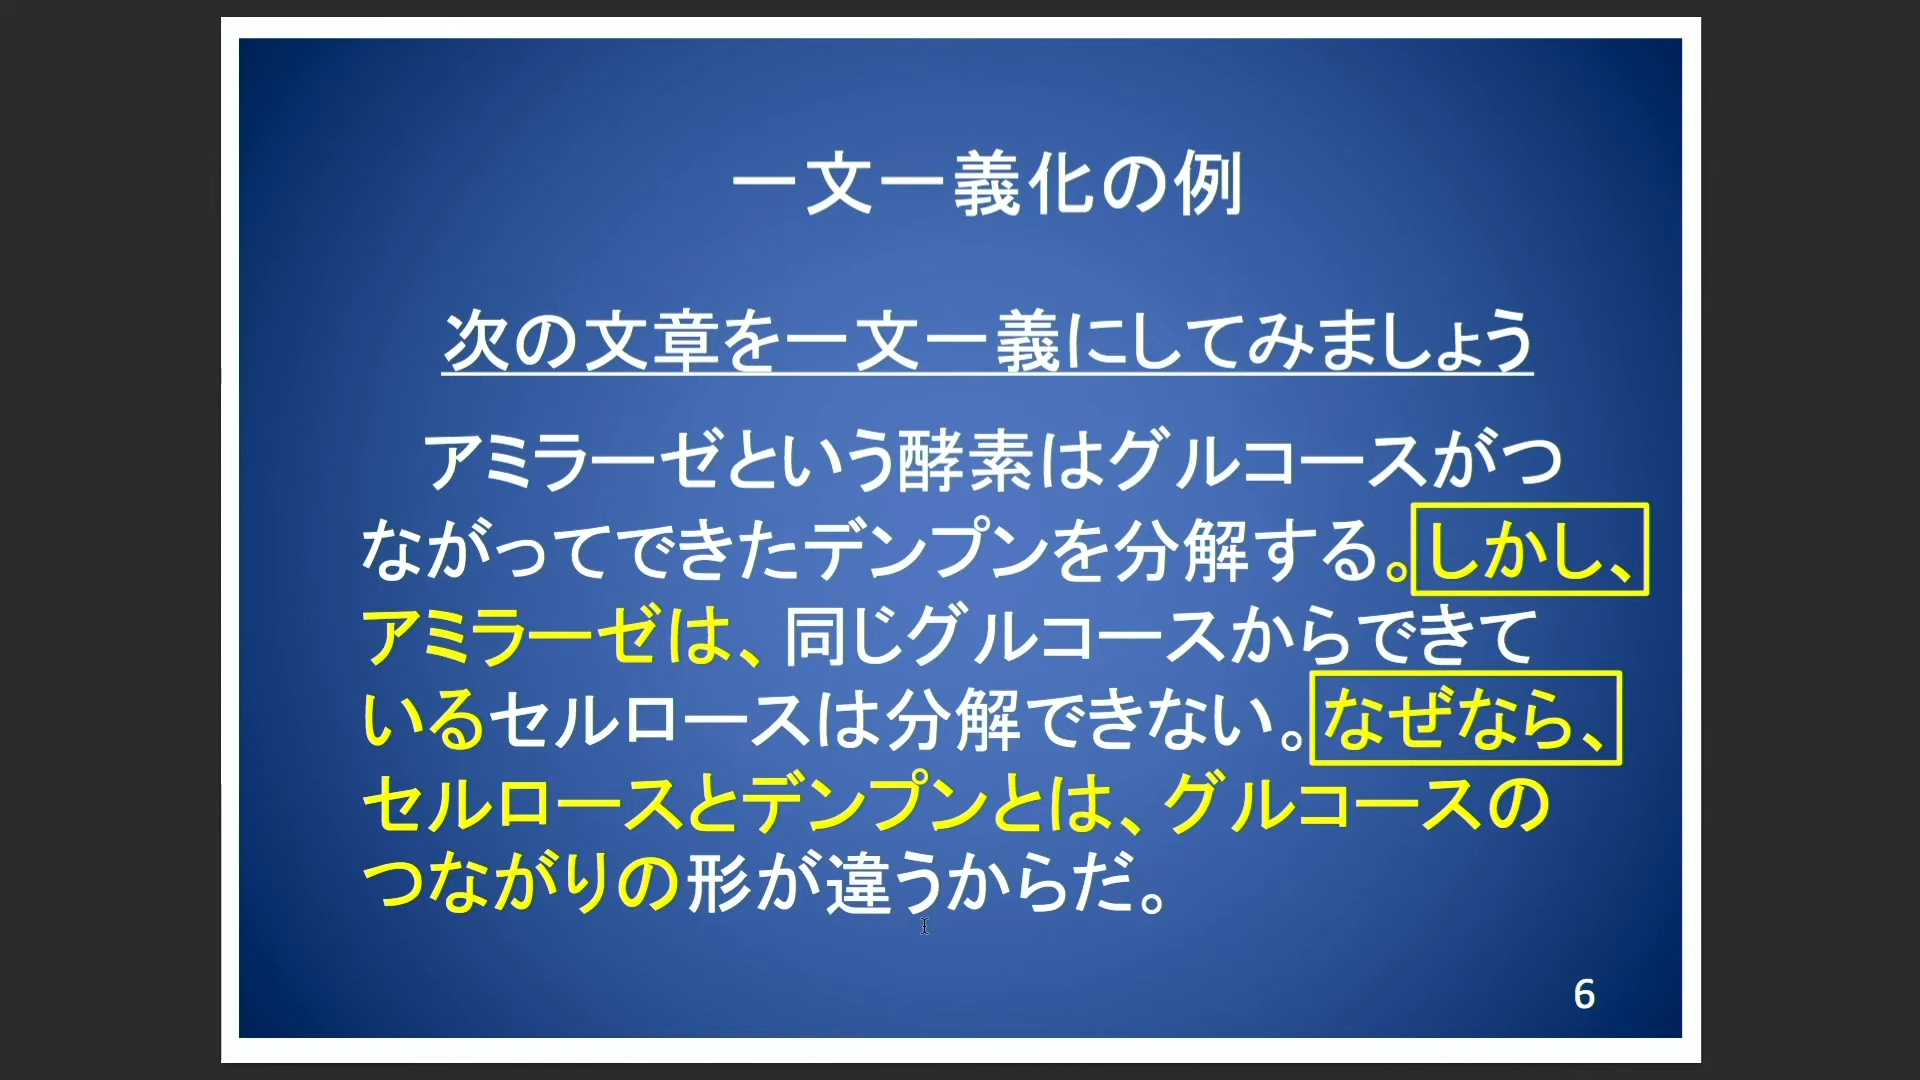 一文一義化の例
次の文章を一文一義にしてみましょう
アミラーゼという酵素はグルコースがつ
ながってできたデンプンを分解する。しかし、
アミラーゼは、同じグルコースからできて
いるセルロースは分解できない。なぜなら、
セルロースとデンプンとは、グルコースの
つながりの形が違うからだ。
6